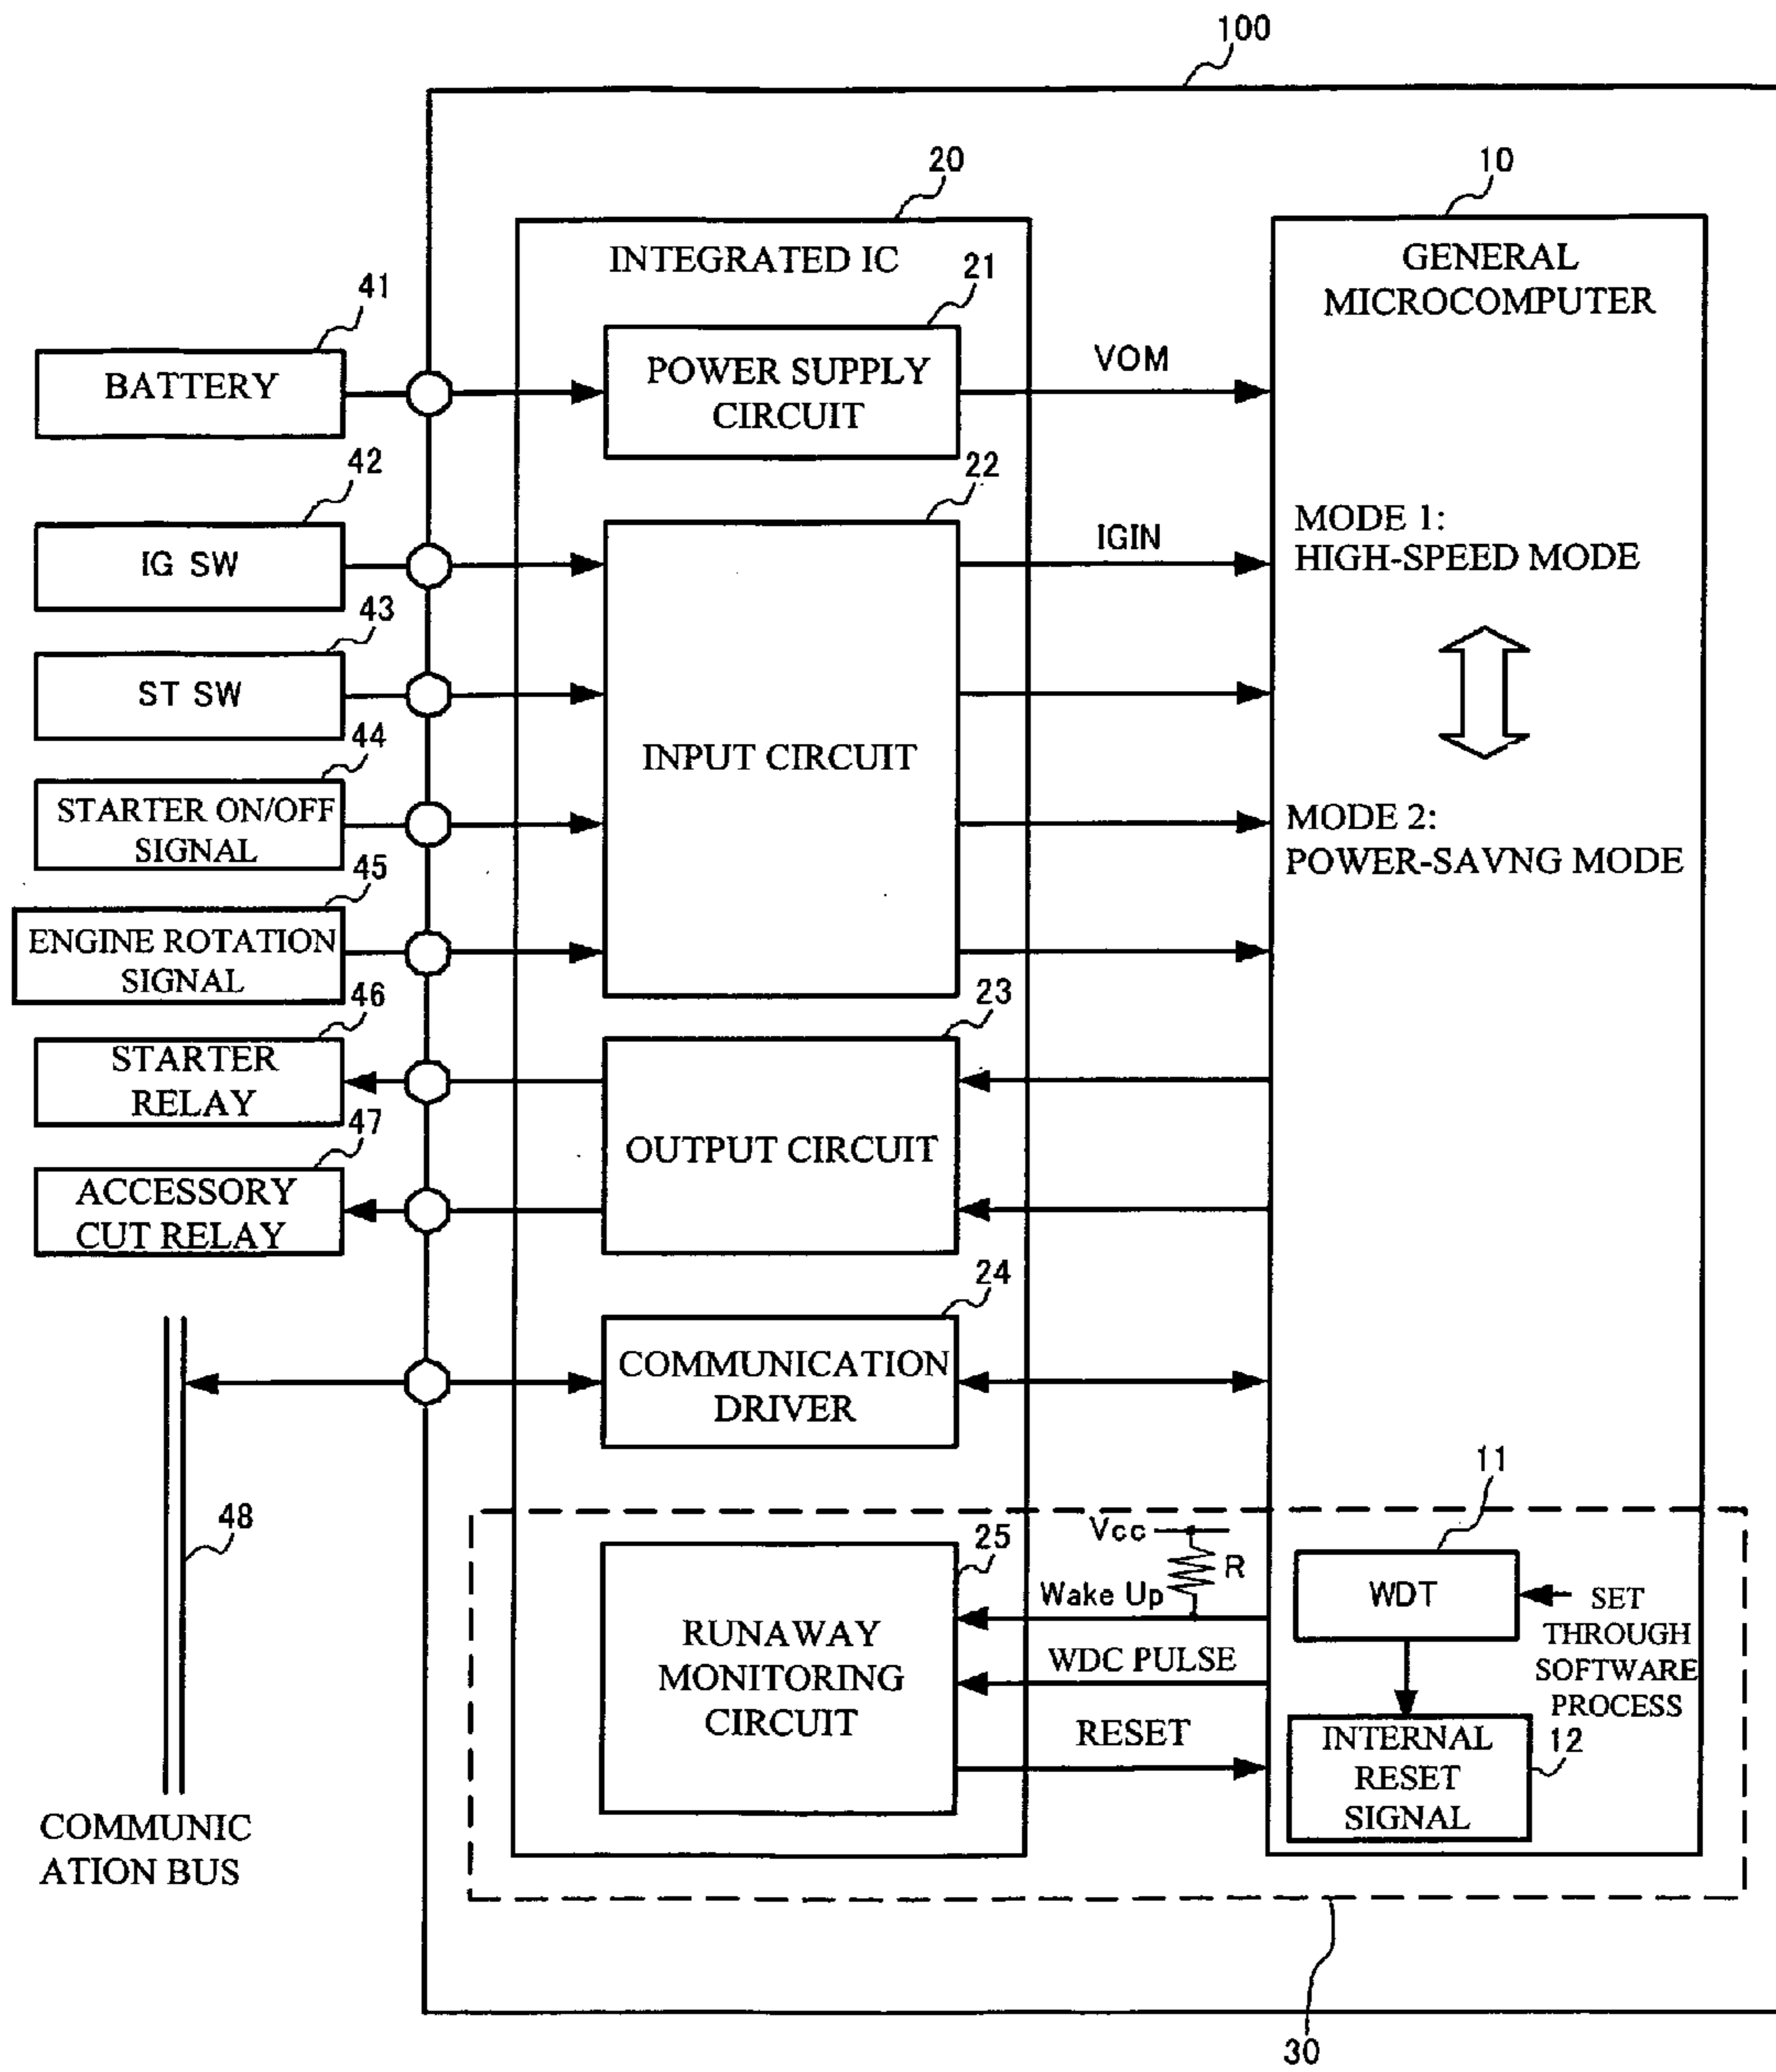 100
20
10
INTEGRATED IC
GENERAL
MICROCOMPUTER
41
21
BATTERY
POWER SUPPLY
CIRCUIT
VOM
42
22
IG SW
IGIN
MODE 1:
HIGH-SPEED MODE
43
ST SW
44
INPUT CIRCUIT
STARTER ON/OFF
SIGNAL
MODE 2:
POWER-SAVNG MODE
45
ENGINE ROTATION
SIGNAL
46
23
STARTER
RELAY
47
OUTPUT CIRCUIT
ACCESSORY
CUT RELAY
24
COMMUNICATION
DRIVER
11
48
25
Vcc
R
Wake Up
WDT
SET
THROUGH
SOFTWARE
PROCESS
RUNAWAY
MONITORING
CIRCUIT
WDC PULSE
RESET
INTERNAL
RESET
SIGNAL
12
COMMUNIC
ATION BUS
30